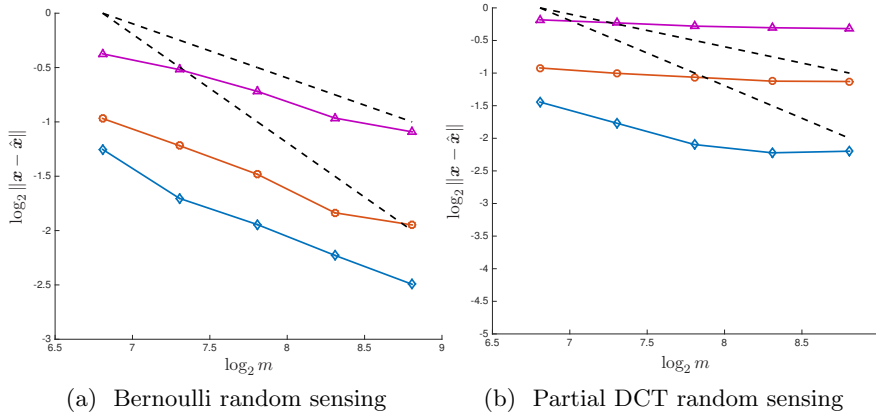 0
-0.5
-1
-1.5
-2
-2.5
-3
6.5 7 7.5 8 8.5 9
log₂ ‖x − x̂‖
log₂ m
(a) Bernoulli random sensing
0
-0.5
-1
-1.5
-2
-2.5
-3
-3.5
-4
-4.5
-5
6.5 7 7.5 8 8.5
log₂ ‖x − x̂‖
log₂ m
(b) Partial DCT random sensing